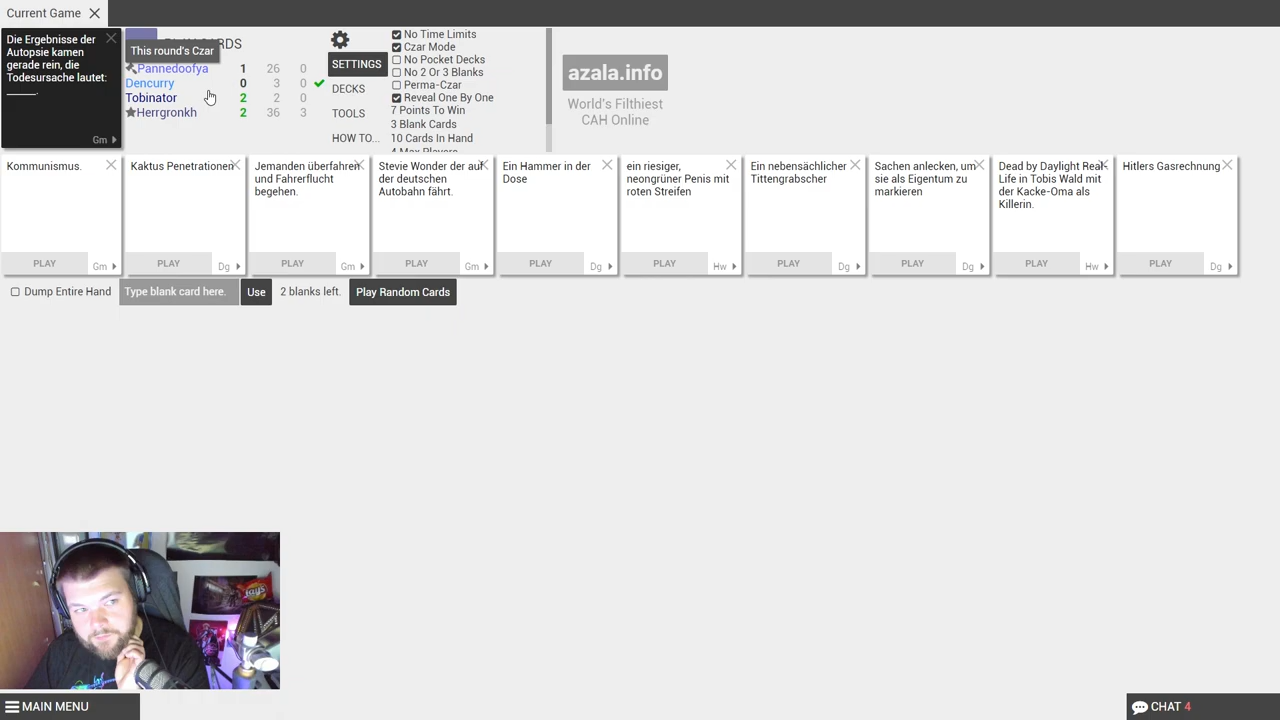 Current Game
Die Ergebnisse der
Autopsie kamen
gerade rein, die
Todesursache lautet:
______.
Gm
This round's Czar
CARDS
Pannedoofya 1 26 0
Dencurry 0 3 0
Tobinator 2 2 0
Herrgronkh 2 36 3
SETTINGS
DECKS
TOOLS
HOW TO...
No Time Limits
Czar Mode
No Pocket Decks
No 2 Or 3 Blanks
Perma-Czar
Reveal One By One
7 Points To Win
3 Blank Cards
10 Cards In Hand
4 Max Players
azala.info
World's Filthiest
CAH Online
Kommunismus.
PLAY
Gm
Kaktus Penetrationen
PLAY
Dg
Jemanden überfahren
und Fahrerflucht
begehen.
PLAY
Gm
Stevie Wonder der auf
der deutschen
Autobahn fährt.
PLAY
Gm
Ein Hammer in der
Dose
PLAY
Dg
ein riesiger,
neongrüner Penis mit
roten Streifen
PLAY
Hw
Ein nebensächlicher
Tittengrabscher
PLAY
Dg
Sachen anlecken, um
sie als Eigentum zu
markieren
PLAY
Dg
Dead by Daylight Real
Life in Tobis Wald mit
der Kacke-Oma als
Killerin.
PLAY
Hw
Hitlers Gasrechnung
PLAY
Dg
Dump Entire Hand
Type blank card here.
Use
2 blanks left.
Play Random Cards
MAIN MENU
CHAT 4